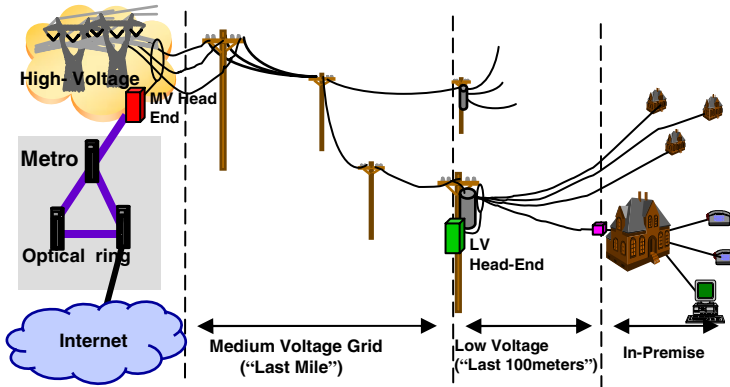 High- Voltage
MV Head
End
Metro
Optical ring
Internet
LV
Head-End
Medium Voltage Grid
(“Last Mile”)
Low Voltage
(“Last 100meters”)
In-Premise